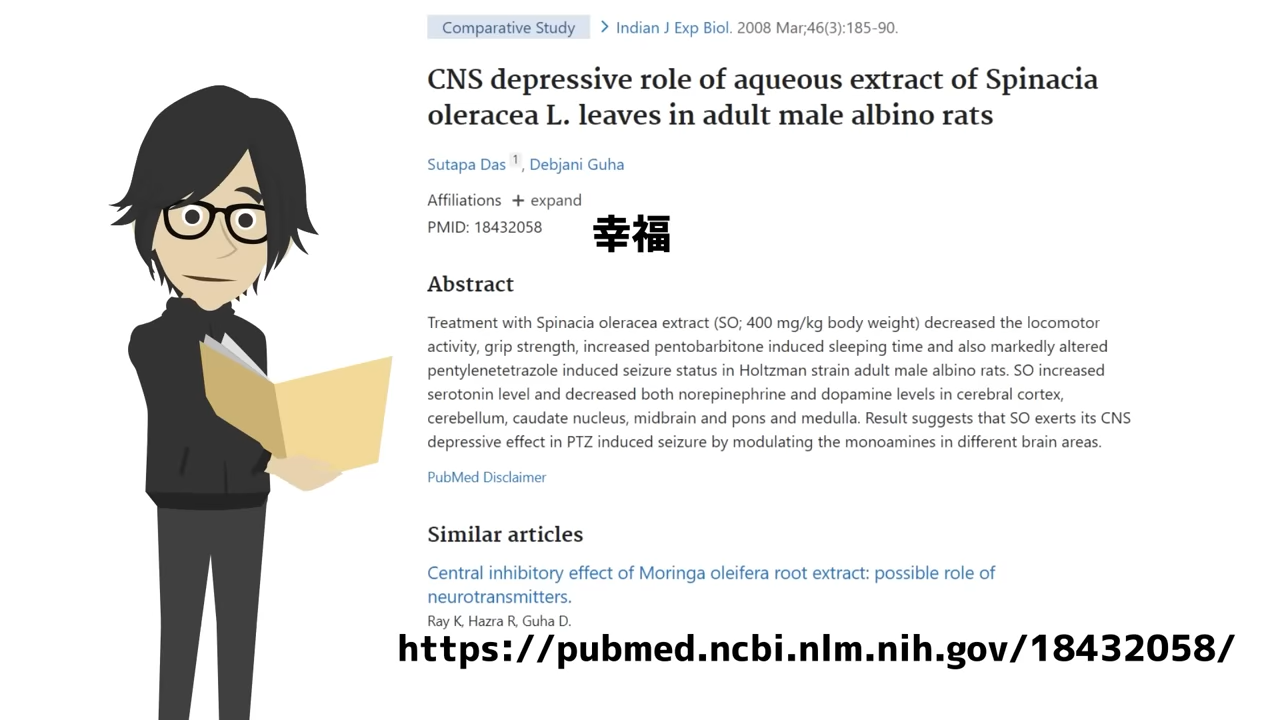 Comparative Study > Indian J Exp Biol. 2008 Mar;46(3):185-90.
CNS depressive role of aqueous extract of Spinacia
oleracea L. leaves in adult male albino rats
Sutapa Das 1, Debjani Guha
Affiliations + expand
PMID: 18432058
幸福
Abstract
Treatment with Spinacia oleracea extract (SO; 400 mg/kg body weight) decreased the locomotor
activity, grip strength, increased pentobarbitone induced sleeping time and also markedly altered
pentylenetetrazole induced seizure status in Holtzman strain adult male albino rats. SO increased
serotonin level and decreased both norepinephrine and dopamine levels in cerebral cortex,
cerebellum, caudate nucleus, midbrain and pons and medulla. Result suggests that SO exerts its CNS
depressive effect in PTZ induced seizure by modulating the monoamines in different brain areas.
PubMed Disclaimer
Similar articles
Central inhibitory effect of Moringa oleifera root extract: possible role of
neurotransmitters.
Ray K, Hazra R, Guha D.
https://pubmed.ncbi.nlm.nih.gov/18432058/